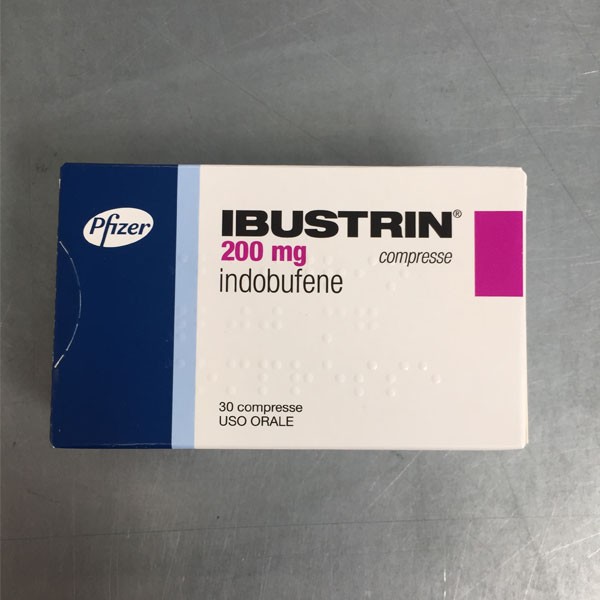 Pfizer
IBUSTRIN®
200 mg compresse
indobufene
30 compresse
USO ORALE